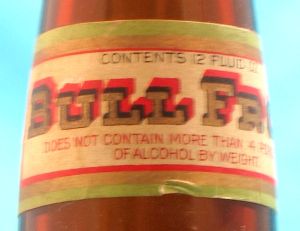 CONTENTS 12 FLUID
BULL
DOES NOT CONTAIN MORE THAN 4
OF ALCOHOL BY WEIGHT